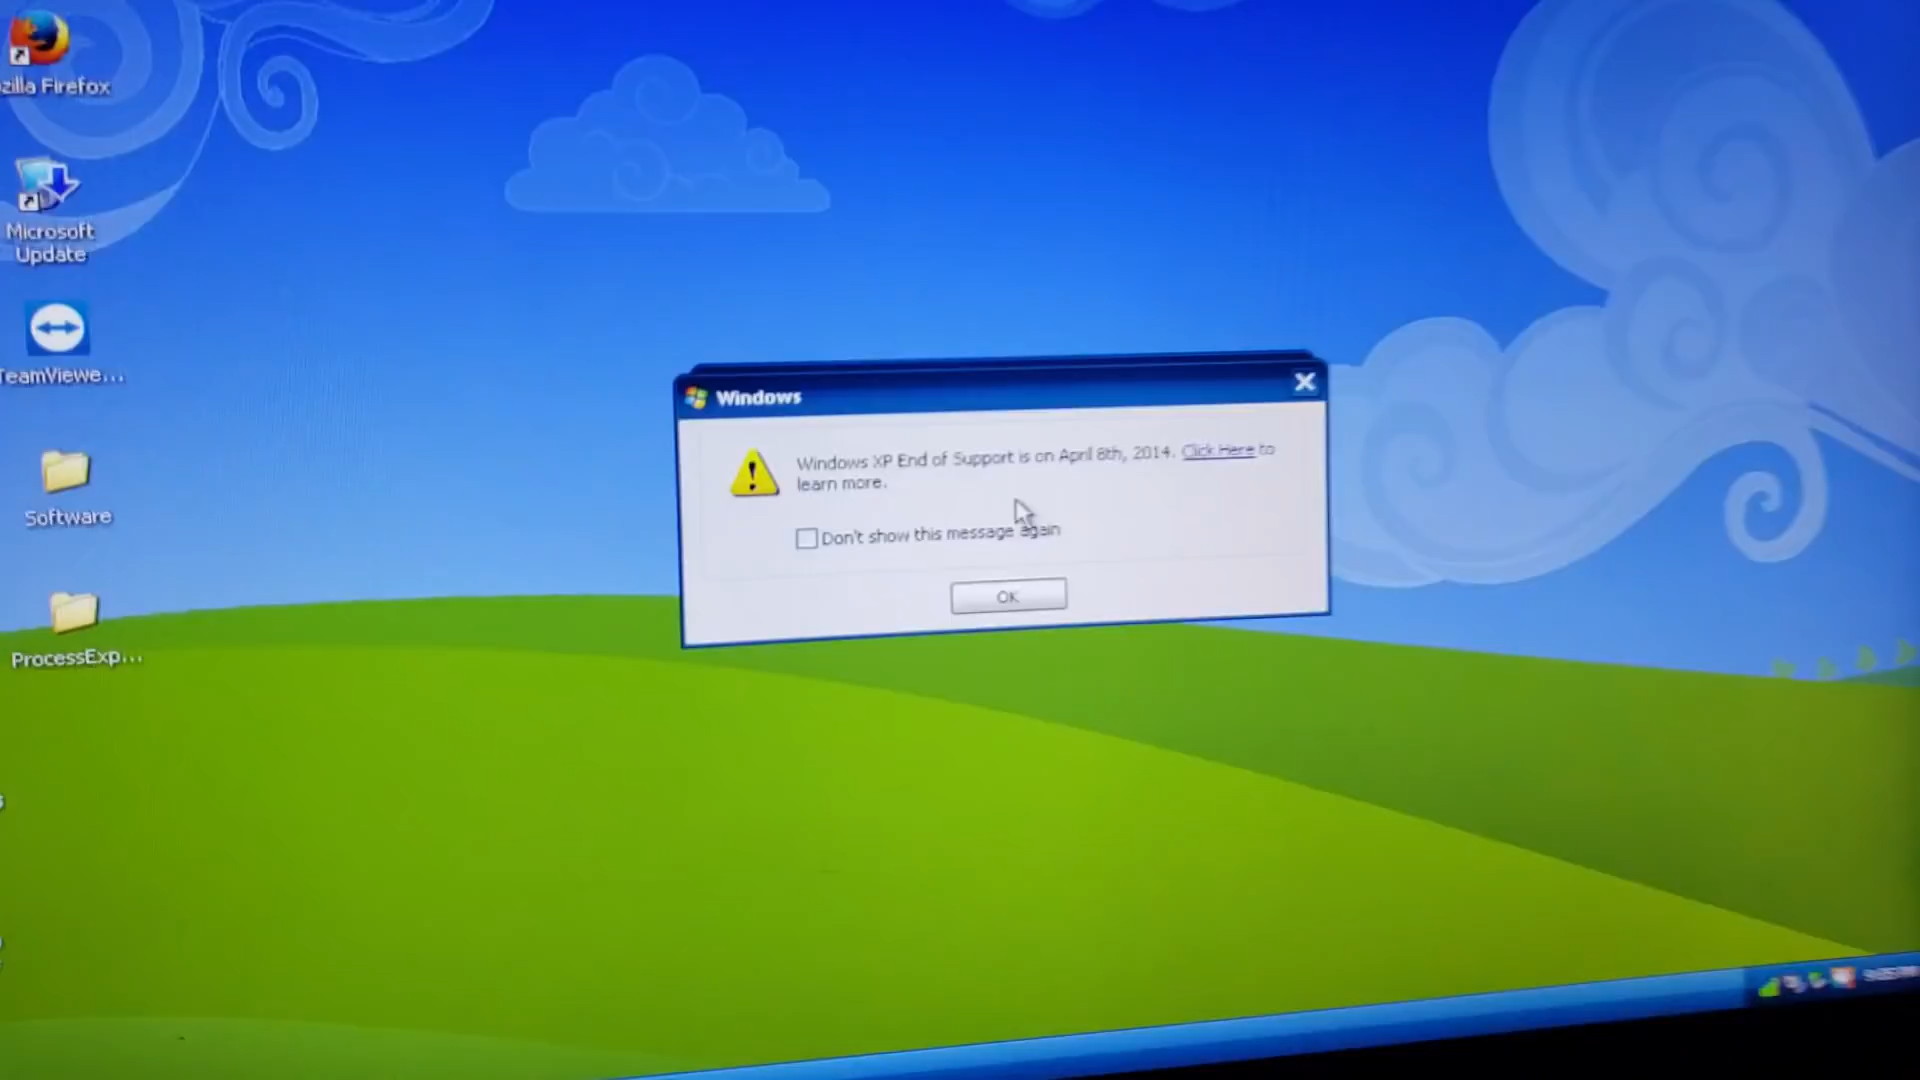 zilla Firefox
Microsoft
Update
TeamViewe...
Software
ProcessExp...
Windows
Windows XP End of Support is on April 8th, 2014. Click Here to
learn more.
Don't show this message again
OK